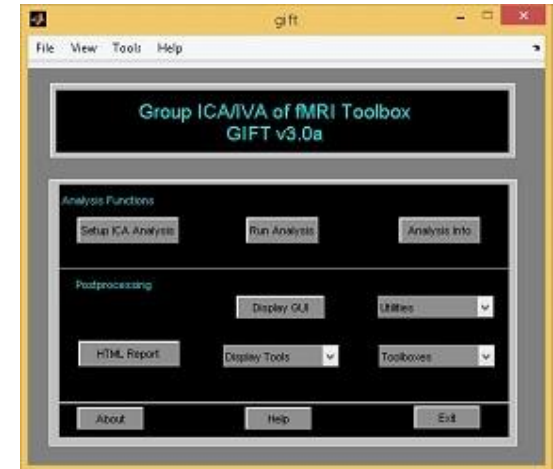 gift
File View Tools Help
Group ICA/IVA of fMRI Toolbox
GIFT v3.0a
Analysis Functions
Setup ICA Analysis Run Analysis Analysis Info
Postprocessing
Display GUI Utilities
HTML Report Display Tools Toolboxes
About Help Exit